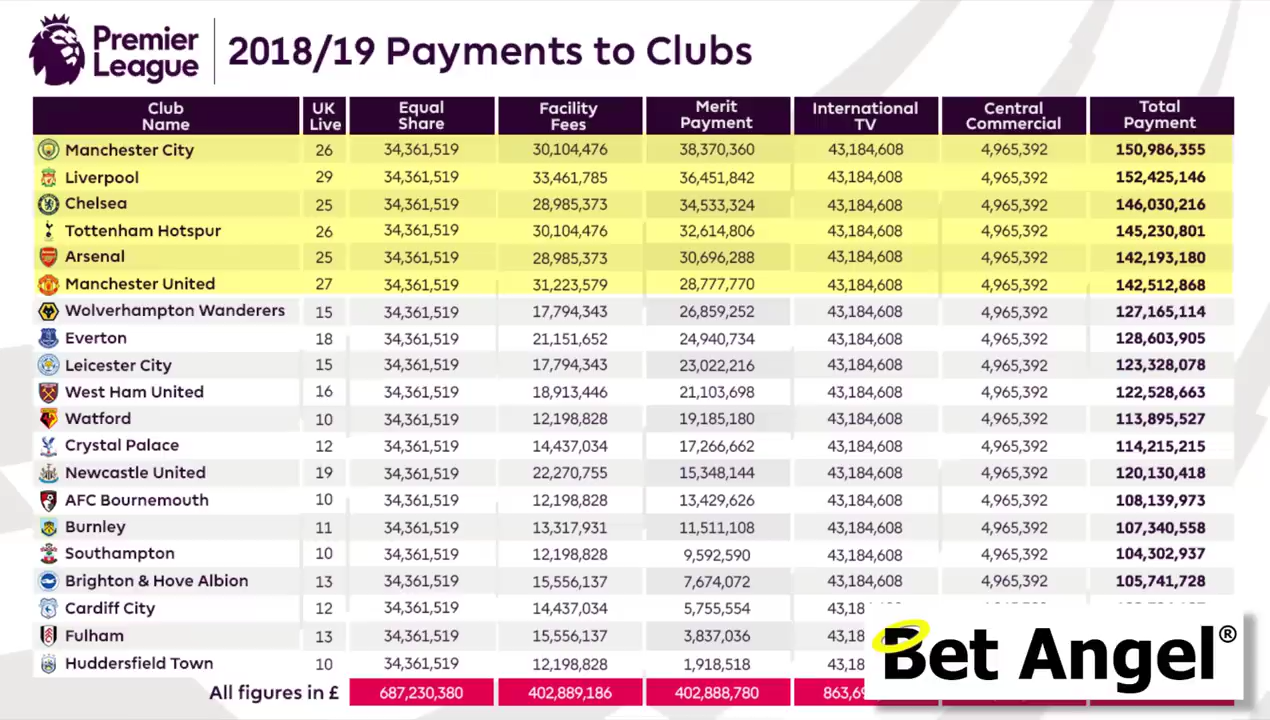 Premier League
2018/19 Payments to Clubs
Club Name UK Live Equal Share Facility Fees Merit Payment International TV Central Commercial Total Payment
Manchester City 26 34,361,519 30,104,476 38,370,360 43,184,608 4,965,392 150,986,355
Liverpool 29 34,361,519 33,461,785 36,451,842 43,184,608 4,965,392 152,425,146
Chelsea 25 34,361,519 28,985,373 34,533,324 43,184,608 4,965,392 146,030,216
Tottenham Hotspur 26 34,361,519 30,104,476 32,614,806 43,184,608 4,965,392 145,230,801
Arsenal 25 34,361,519 28,985,373 30,696,288 43,184,608 4,965,392 142,193,180
Manchester United 27 34,361,519 31,223,579 28,777,770 43,184,608 4,965,392 142,512,868
Wolverhampton Wanderers 15 34,361,519 17,794,343 26,859,252 43,184,608 4,965,392 127,165,114
Everton 18 34,361,519 21,151,652 24,940,734 43,184,608 4,965,392 128,603,905
Leicester City 15 34,361,519 17,794,343 23,022,216 43,184,608 4,965,392 123,328,078
West Ham United 16 34,361,519 18,913,446 21,103,698 43,184,608 4,965,392 122,528,663
Watford 10 34,361,519 12,198,828 19,185,180 43,184,608 4,965,392 113,895,527
Crystal Palace 12 34,361,519 14,437,034 17,266,662 43,184,608 4,965,392 114,215,215
Newcastle United 19 34,361,519 22,270,755 15,348,144 43,184,608 4,965,392 120,130,418
AFC Bournemouth 10 34,361,519 12,198,828 13,429,626 43,184,608 4,965,392 108,139,973
Burnley 11 34,361,519 13,317,931 11,511,108 43,184,608 4,965,392 107,340,558
Southampton 10 34,361,519 12,198,828 9,592,590 43,184,608 4,965,392 104,302,937
Brighton & Hove Albion 13 34,361,519 15,556,137 7,674,072 43,184,608 4,965,392 105,741,728
Cardiff City 12 34,361,519 14,437,034 5,755,554
Fulham 13 34,361,519 15,556,137 3,837,036
Huddersfield Town 10 34,361,519 12,198,828 1,918,518
All figures in £ 687,230,380 402,889,186 402,888,780
Bet Angel®